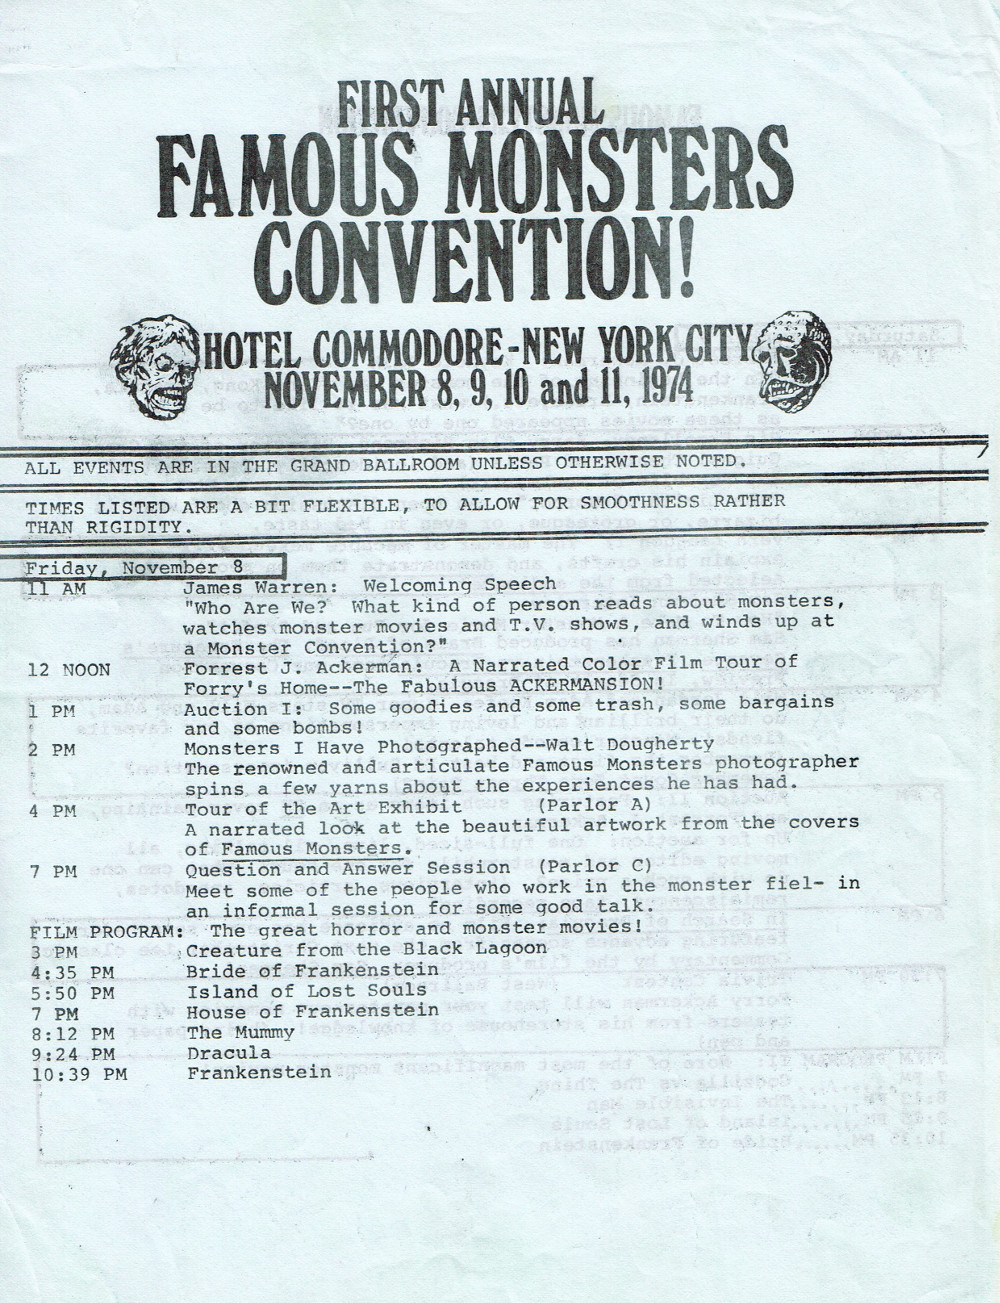 FIRST ANNUAL
FAMOUS MONSTERS
CONVENTION!
HOTEL COMMODORE-NEW YORK CITY
NOVEMBER 8, 9, 10 and 11, 1974
ALL EVENTS ARE IN THE GRAND BALLROOM UNLESS OTHERWISE NOTED.
TIMES LISTED ARE A BIT FLEXIBLE, TO ALLOW FOR SMOOTHNESS RATHER
THAN RIGIDITY.
Friday, November 8
11 AM James Warren: Welcoming Speech
"Who Are We? What kind of person reads about monsters,
watches monster movies and T.V. shows, and winds up at
a Monster Convention?"
12 NOON Forrest J. Ackerman: A Narrated Color Film Tour of
Forry's Home--The Fabulous ACKERMANSION!
1 PM Auction I: Some goodies and some trash, some bargains
and some bombs!
2 PM Monsters I Have Photographed--Walt Dougherty
The renowned and articulate Famous Monsters photographer
spins a few yarns about the experiences he has had.
4 PM Tour of the Art Exhibit (Parlor A)
A narrated look at the beautiful artwork from the covers
of Famous Monsters.
7 PM Question and Answer Session (Parlor C)
Meet some of the people who work in the monster fiel- in
an informal session for some good talk.
FILM PROGRAM: The great horror and monster movies!
3 PM Creature from the Black Lagoon
4:35 PM Bride of Frankenstein
5:50 PM Island of Lost Souls
7 PM House of Frankenstein
8:12 PM The Mummy
9:24 PM Dracula
10:39 PM Frankenstein